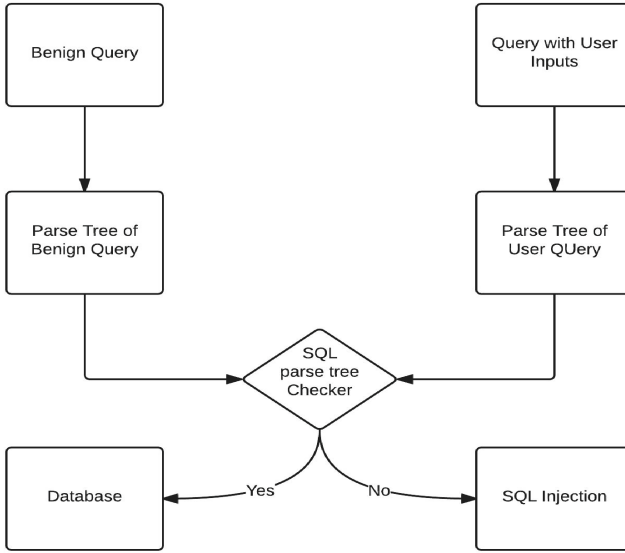 Benign Query
Query with User
Inputs
Parse Tree of
Benign Query
Parse Tree of
User QUery
SQL
parse tree
Checker
Yes
No
Database
SQL Injection